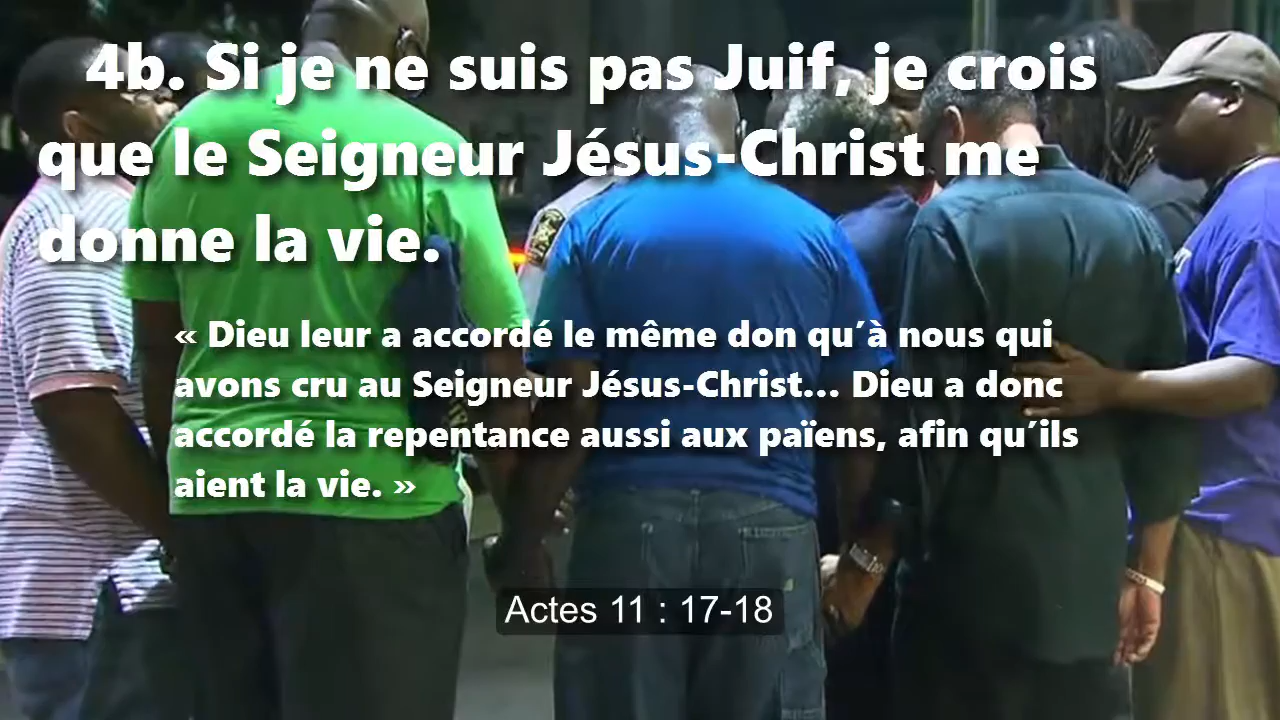 4b. Si je ne suis pas Juif, je crois
que le Seigneur Jésus-Christ me
donne la vie.
« Dieu leur a accordé le même don qu’à nous qui
avons cru au Seigneur Jésus-Christ… Dieu a donc
accordé la repentance aussi aux païens, afin qu’ils
aient la vie. »
Actes 11 : 17-18